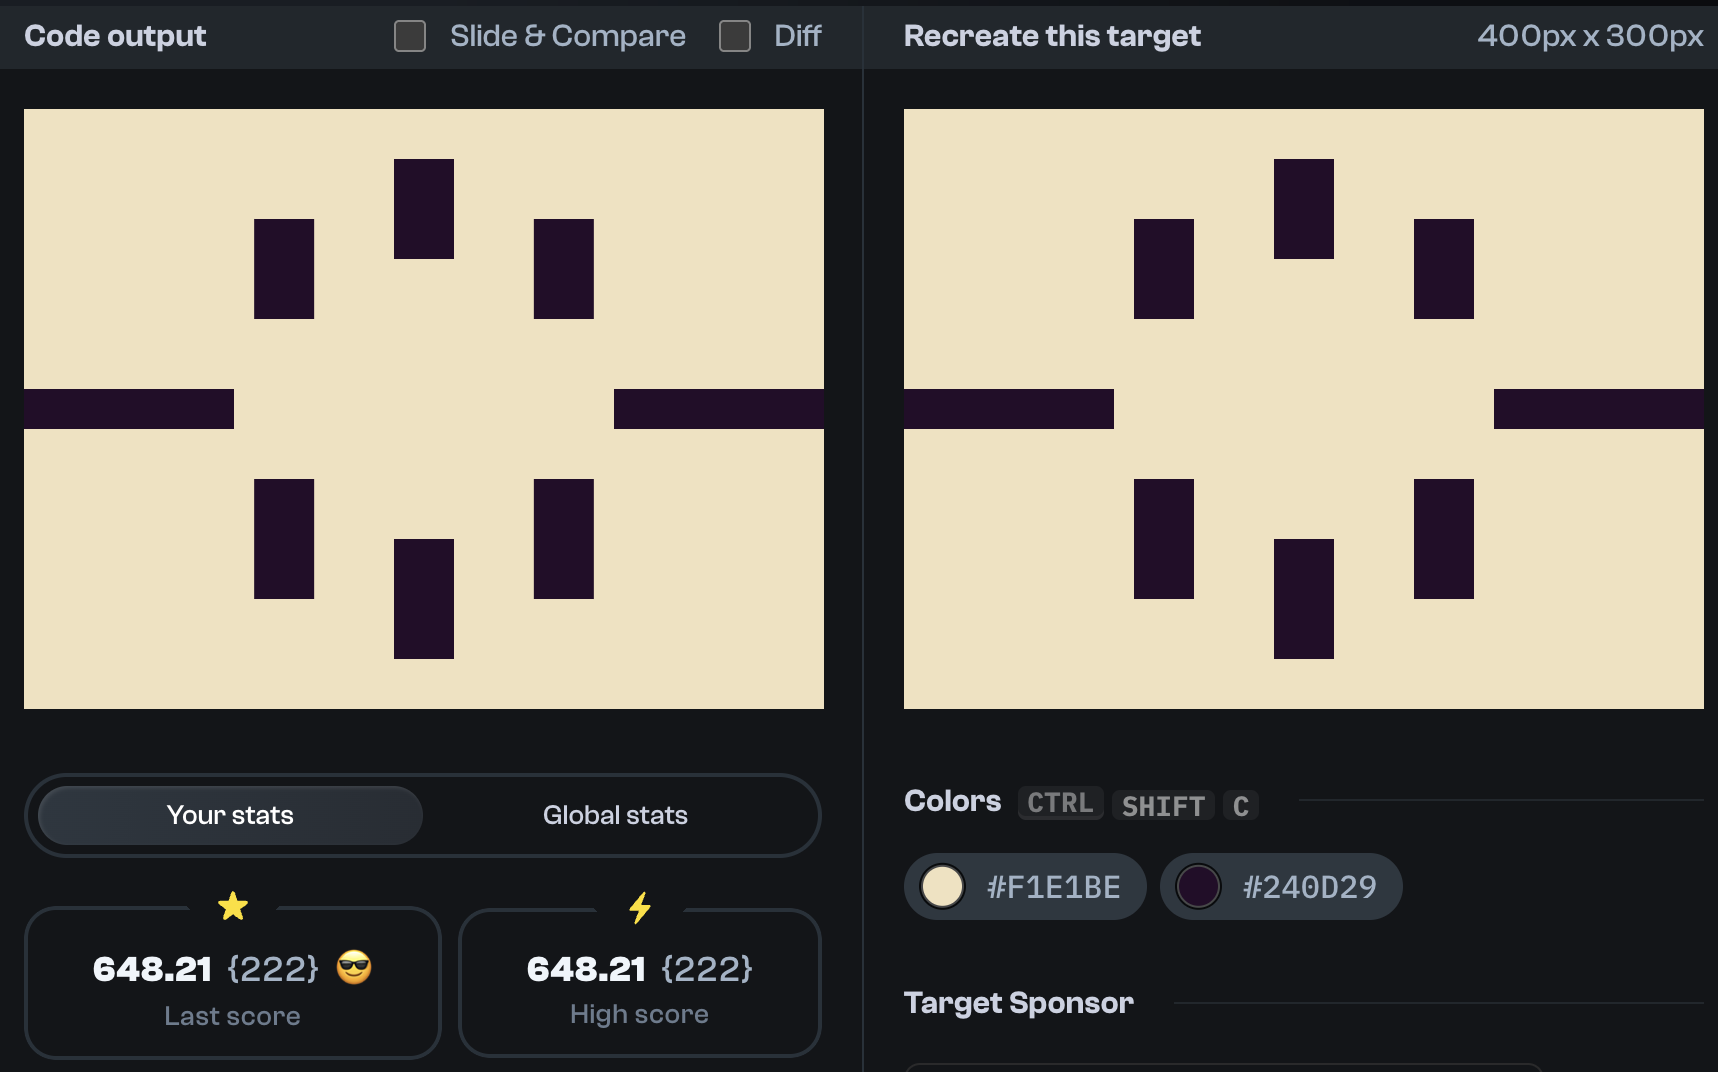 Code output
Slide & Compare
Diff
Recreate this target
400px x 300px
Your stats
Global stats
648.21 {222} 😎
Last score
648.21 {222}
High score
Colors CTRL SHIFT C
#F1E1BE
#240D29
Target Sponsor